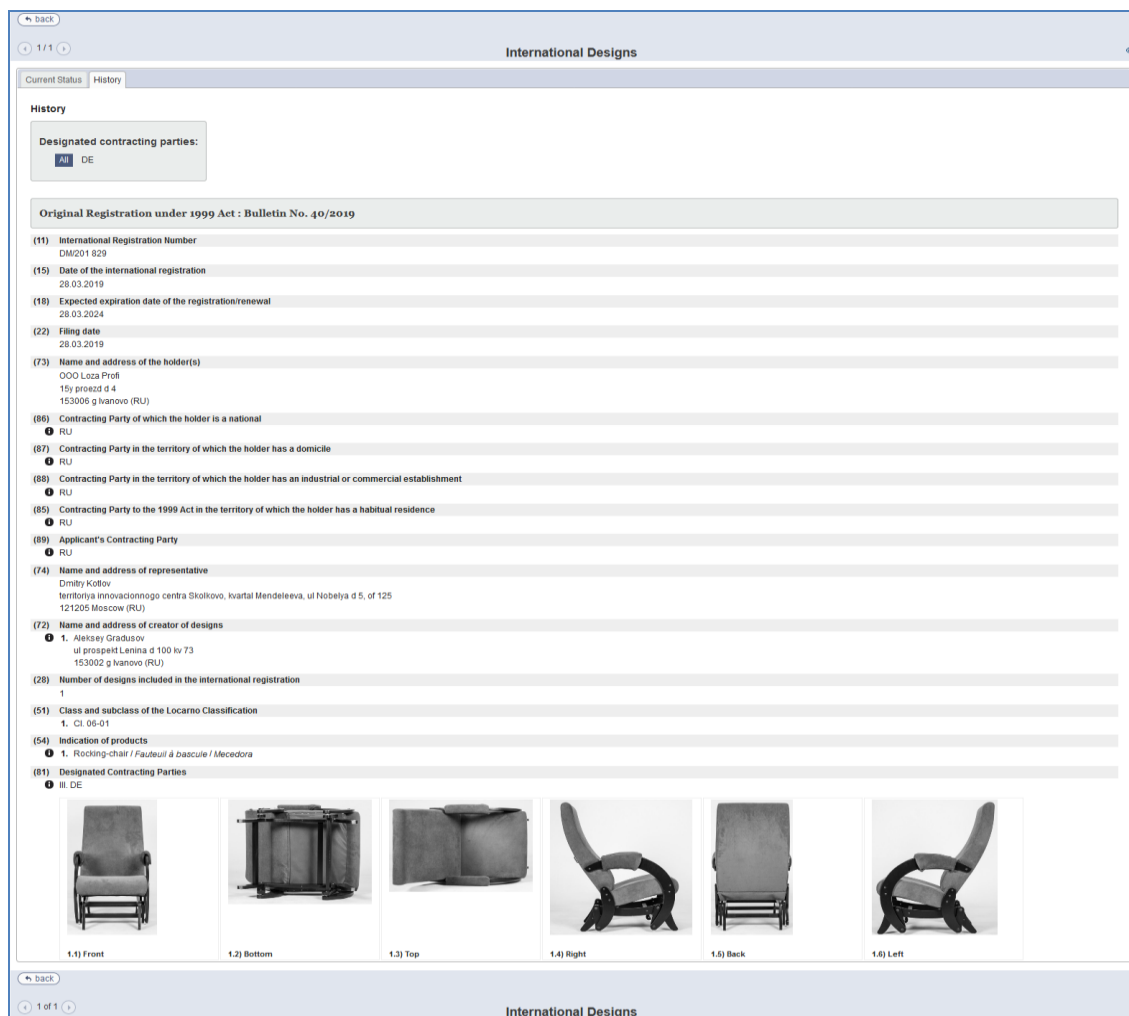 back
1 / 1
International Designs
Current Status History
History
Designated contracting parties:
All DE
Original Registration under 1999 Act : Bulletin No. 40/2019
(11) International Registration Number
DM/201 829
(15) Date of the international registration
28.03.2019
(18) Expected expiration date of the registration/renewal
28.03.2024
(22) Filing date
28.03.2019
(73) Name and address of the holder(s)
OOO Loza Profi
15y proezd d 4
153006 g Ivanovo (RU)
(86) Contracting Party of which the holder is a national
RU
(87) Contracting Party in the territory of which the holder has a domicile
RU
(88) Contracting Party in the territory of which the holder has an industrial or commercial establishment
RU
(85) Contracting Party to the 1999 Act in the territory of which the holder has a habitual residence
RU
(89) Applicant's Contracting Party
RU
(74) Name and address of representative
Dmitry Kotlov
territoriya innovacionnogo centra Skolkovo, kvartal Mendeleeva, ul Nobelya d 5, of 125
121205 Moscow (RU)
(72) Name and address of creator of designs
1. Aleksey Gradusov
ul prospekt Lenina d 100 kv 73
153002 g Ivanovo (RU)
(28) Number of designs included in the international registration
1
(51) Class and subclass of the Locarno Classification
1. Cl. 06-01
(54) Indication of products
1. Rocking-chair / Fauteuil à bascule / Mecedora
(81) Designated Contracting Parties
III. DE
1.1) Front 1.2) Bottom 1.3) Top 1.4) Right 1.5) Back 1.6) Left
back
1 of 1
International Designs